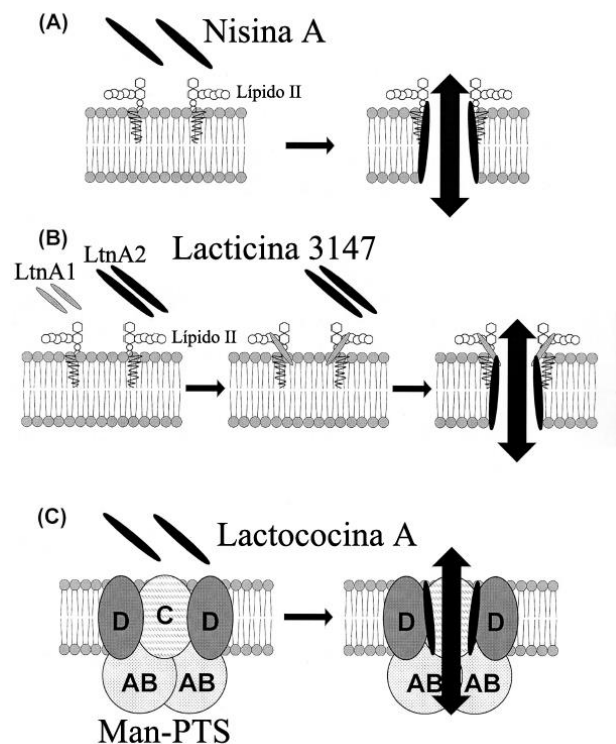 (A)
Nisina A
Lípido II
(B)
LtnA1
LtnA2
Lacticina 3147
Lípido II
(C)
Lactococina A
D
C
D
AB
AB
Man-PTS
D
D
AB
AB